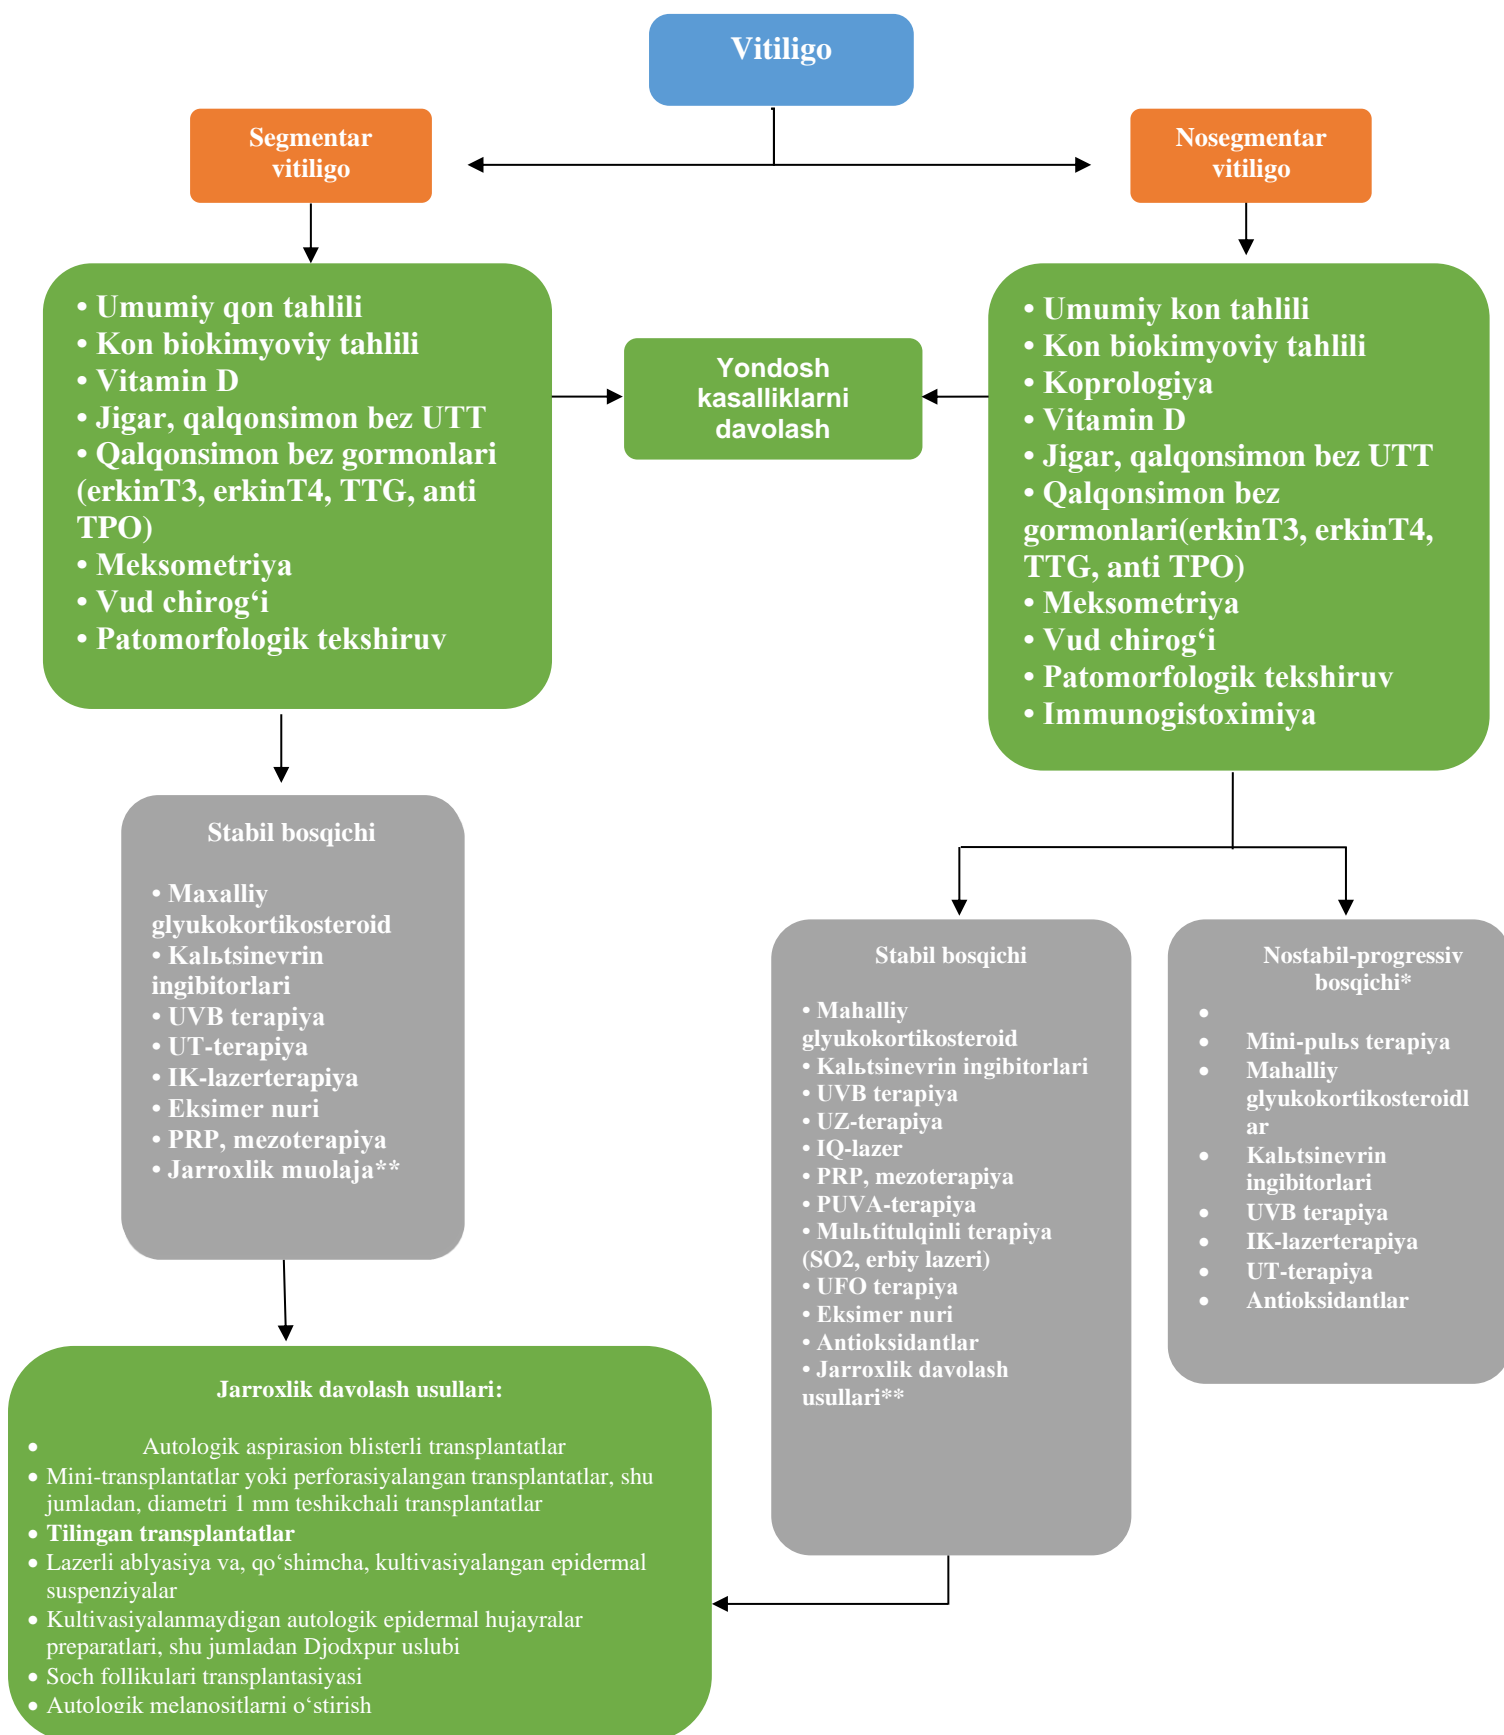 Vitiligo
Segmentar
vitiligo
Nosegmentar
vitiligo
• Umumiy qon tahlili
• Kon biokimyoviy tahlili
• Vitamin D
• Jigar, qalqonsimon bez UTT
• Qalqonsimon bez gormonlari
(erkinT3, erkinT4, TTG, anti
TPO)
• Meksometriya
• Vud chirog‘i
• Patomorfologik tekshiruv
Yondosh
kasalliklarni
davolash
• Umumiy kon tahlili
• Kon biokimyoviy tahlili
• Koprologiya
• Vitamin D
• Jigar, qalqonsimon bez UTT
• Qalqonsimon bez
gormonlari(erkinT3, erkinT4,
TTG, anti TPO)
• Meksometriya
• Vud chirog‘i
• Patomorfologik tekshiruv
• Immunogistoximiya
Stabil bosqichi
• Maxalliy
glyukokortikosteroid
• Kalьtsinevrin
ingibitorlari
• UVB terapiya
• UT-terapiya
• IK-lazerterapiya
• Eksimer nuri
• PRP, mezoterapiya
• Jarroxlik muolaja**
Stabil bosqichi
• Mahalliy
glyukokortikosteroid
• Kalьtsinevrin ingibitorlari
• UVB terapiya
• UZ-terapiya
• IQ-lazer
• PRP, mezoterapiya
• PUVA-terapiya
• Mulьtitulqinli terapiya
(SO2, erbiy lazeri)
• UFO terapiya
• Eksimer nuri
• Antioksidantlar
• Jarroxlik davolash
usullari**
Nostabil-progressiv
bosqichi*
•
• Mini-pulьs terapiya
• Mahalliy
glyukokortikosteroidl
ar
• Kalьtsinevrin
ingibitorlari
• UVB terapiya
• IK-lazerterapiya
• UT-terapiya
• Antioksidantlar
Jarroxlik davolash usullari:
• Autologik aspirasion blisterli transplantatlar
• Mini-transplantatlar yoki perforasiyalangan transplantatlar, shu
jumladan, diametri 1 mm teshikchali transplantatlar
• Tilingan transplantatlar
• Lazerli ablyasiya va, qo‘shimcha, kultivasiyalangan epidermal
suspenziyalar
• Kultivasiyalanmaydigan autologik epidermal hujayralar
preparatlari, shu jumladan Djodxpur uslubi
• Soch follikulari transplantasiyasi
• Autologik melanositlarni o‘stirish